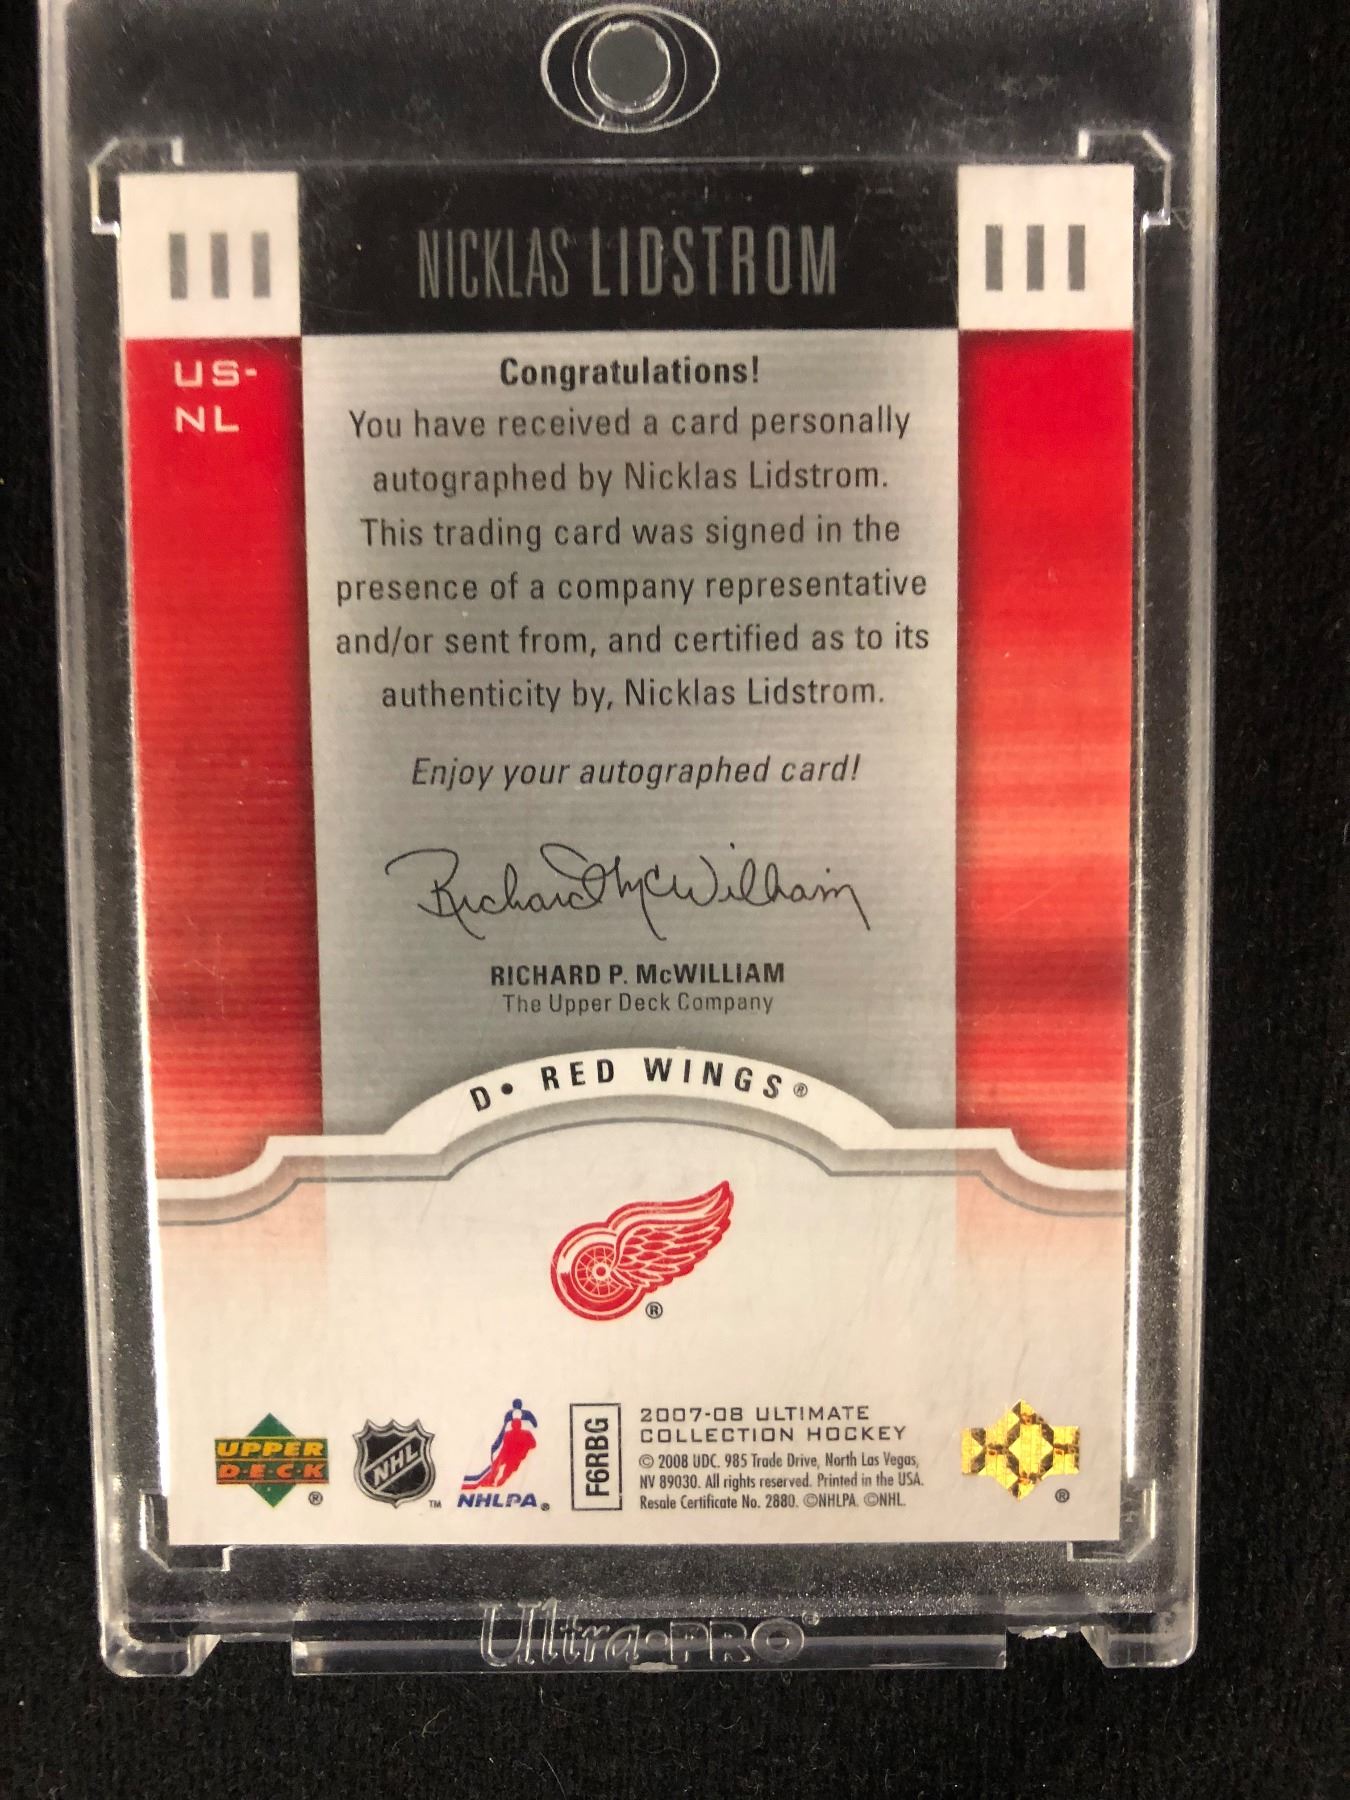 NICKLAS LIDSTROM
US-
NL
Congratulations!
You have received a card personally
autographed by Nicklas Lidstrom.
This trading card was signed in the
presence of a company representative
and/or sent from, and certified as to its
authenticity by, Nicklas Lidstrom.
Enjoy your autographed card!
Richard McWilliam
RICHARD P. McWILLIAM
The Upper Deck Company
D• RED WINGS®
®
UPPER
DECK
®
NHL
™
NHLPA®
F6RBG
2007-08 ULTIMATE
COLLECTION HOCKEY
© 2008 UDC. 985 Trade Drive, North Las Vegas,
NV 89030. All rights reserved. Printed in the USA.
Resale Certificate No. 2880. ©NHLPA. ©NHL.
®
Ultra•PRO®